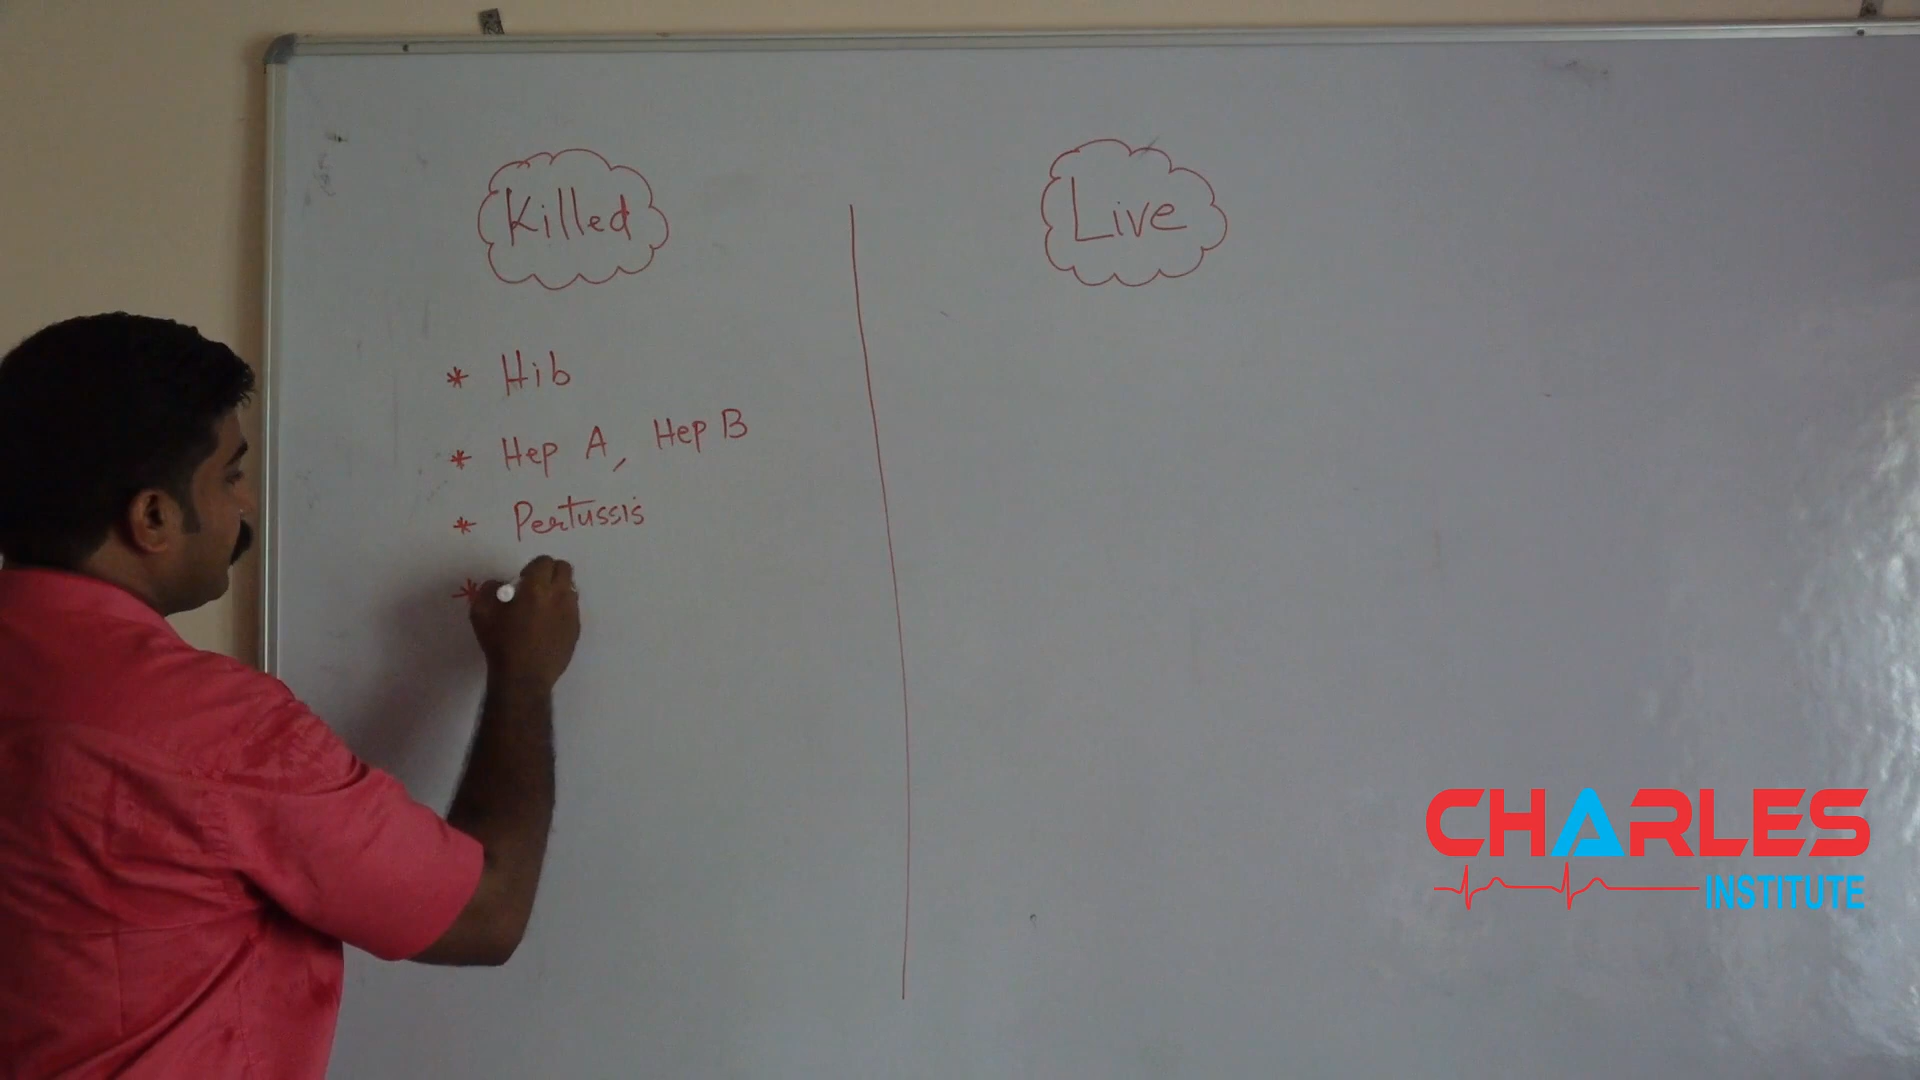 Killed
Live
* Hib
* Hep A, Hep B
* Pertussis
*
CHARLES
INSTITUTE